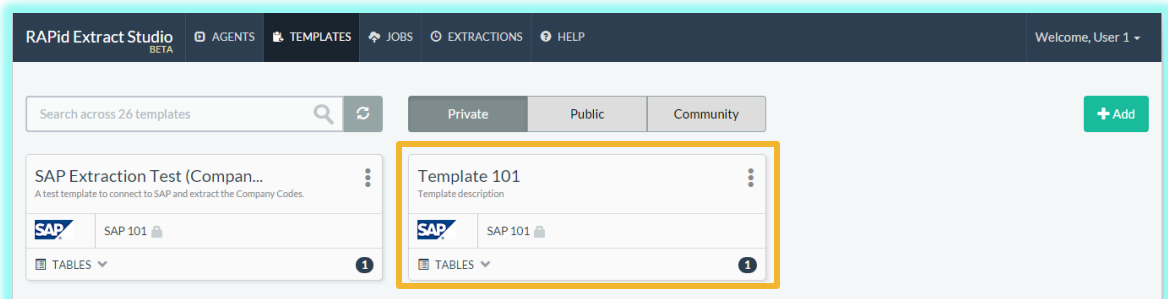 RAPid Extract Studio
BETA
AGENTS
TEMPLATES
JOBS
EXTRACTIONS
HELP
Welcome, User 1
Search across 26 templates
Private
Public
Community
Add
SAP Extraction Test (Compan...
A test template to connect to SAP and extract the Company Codes.
SAP
SAP 101
TABLES
1
Template 101
Template description
SAP
SAP 101
TABLES
1